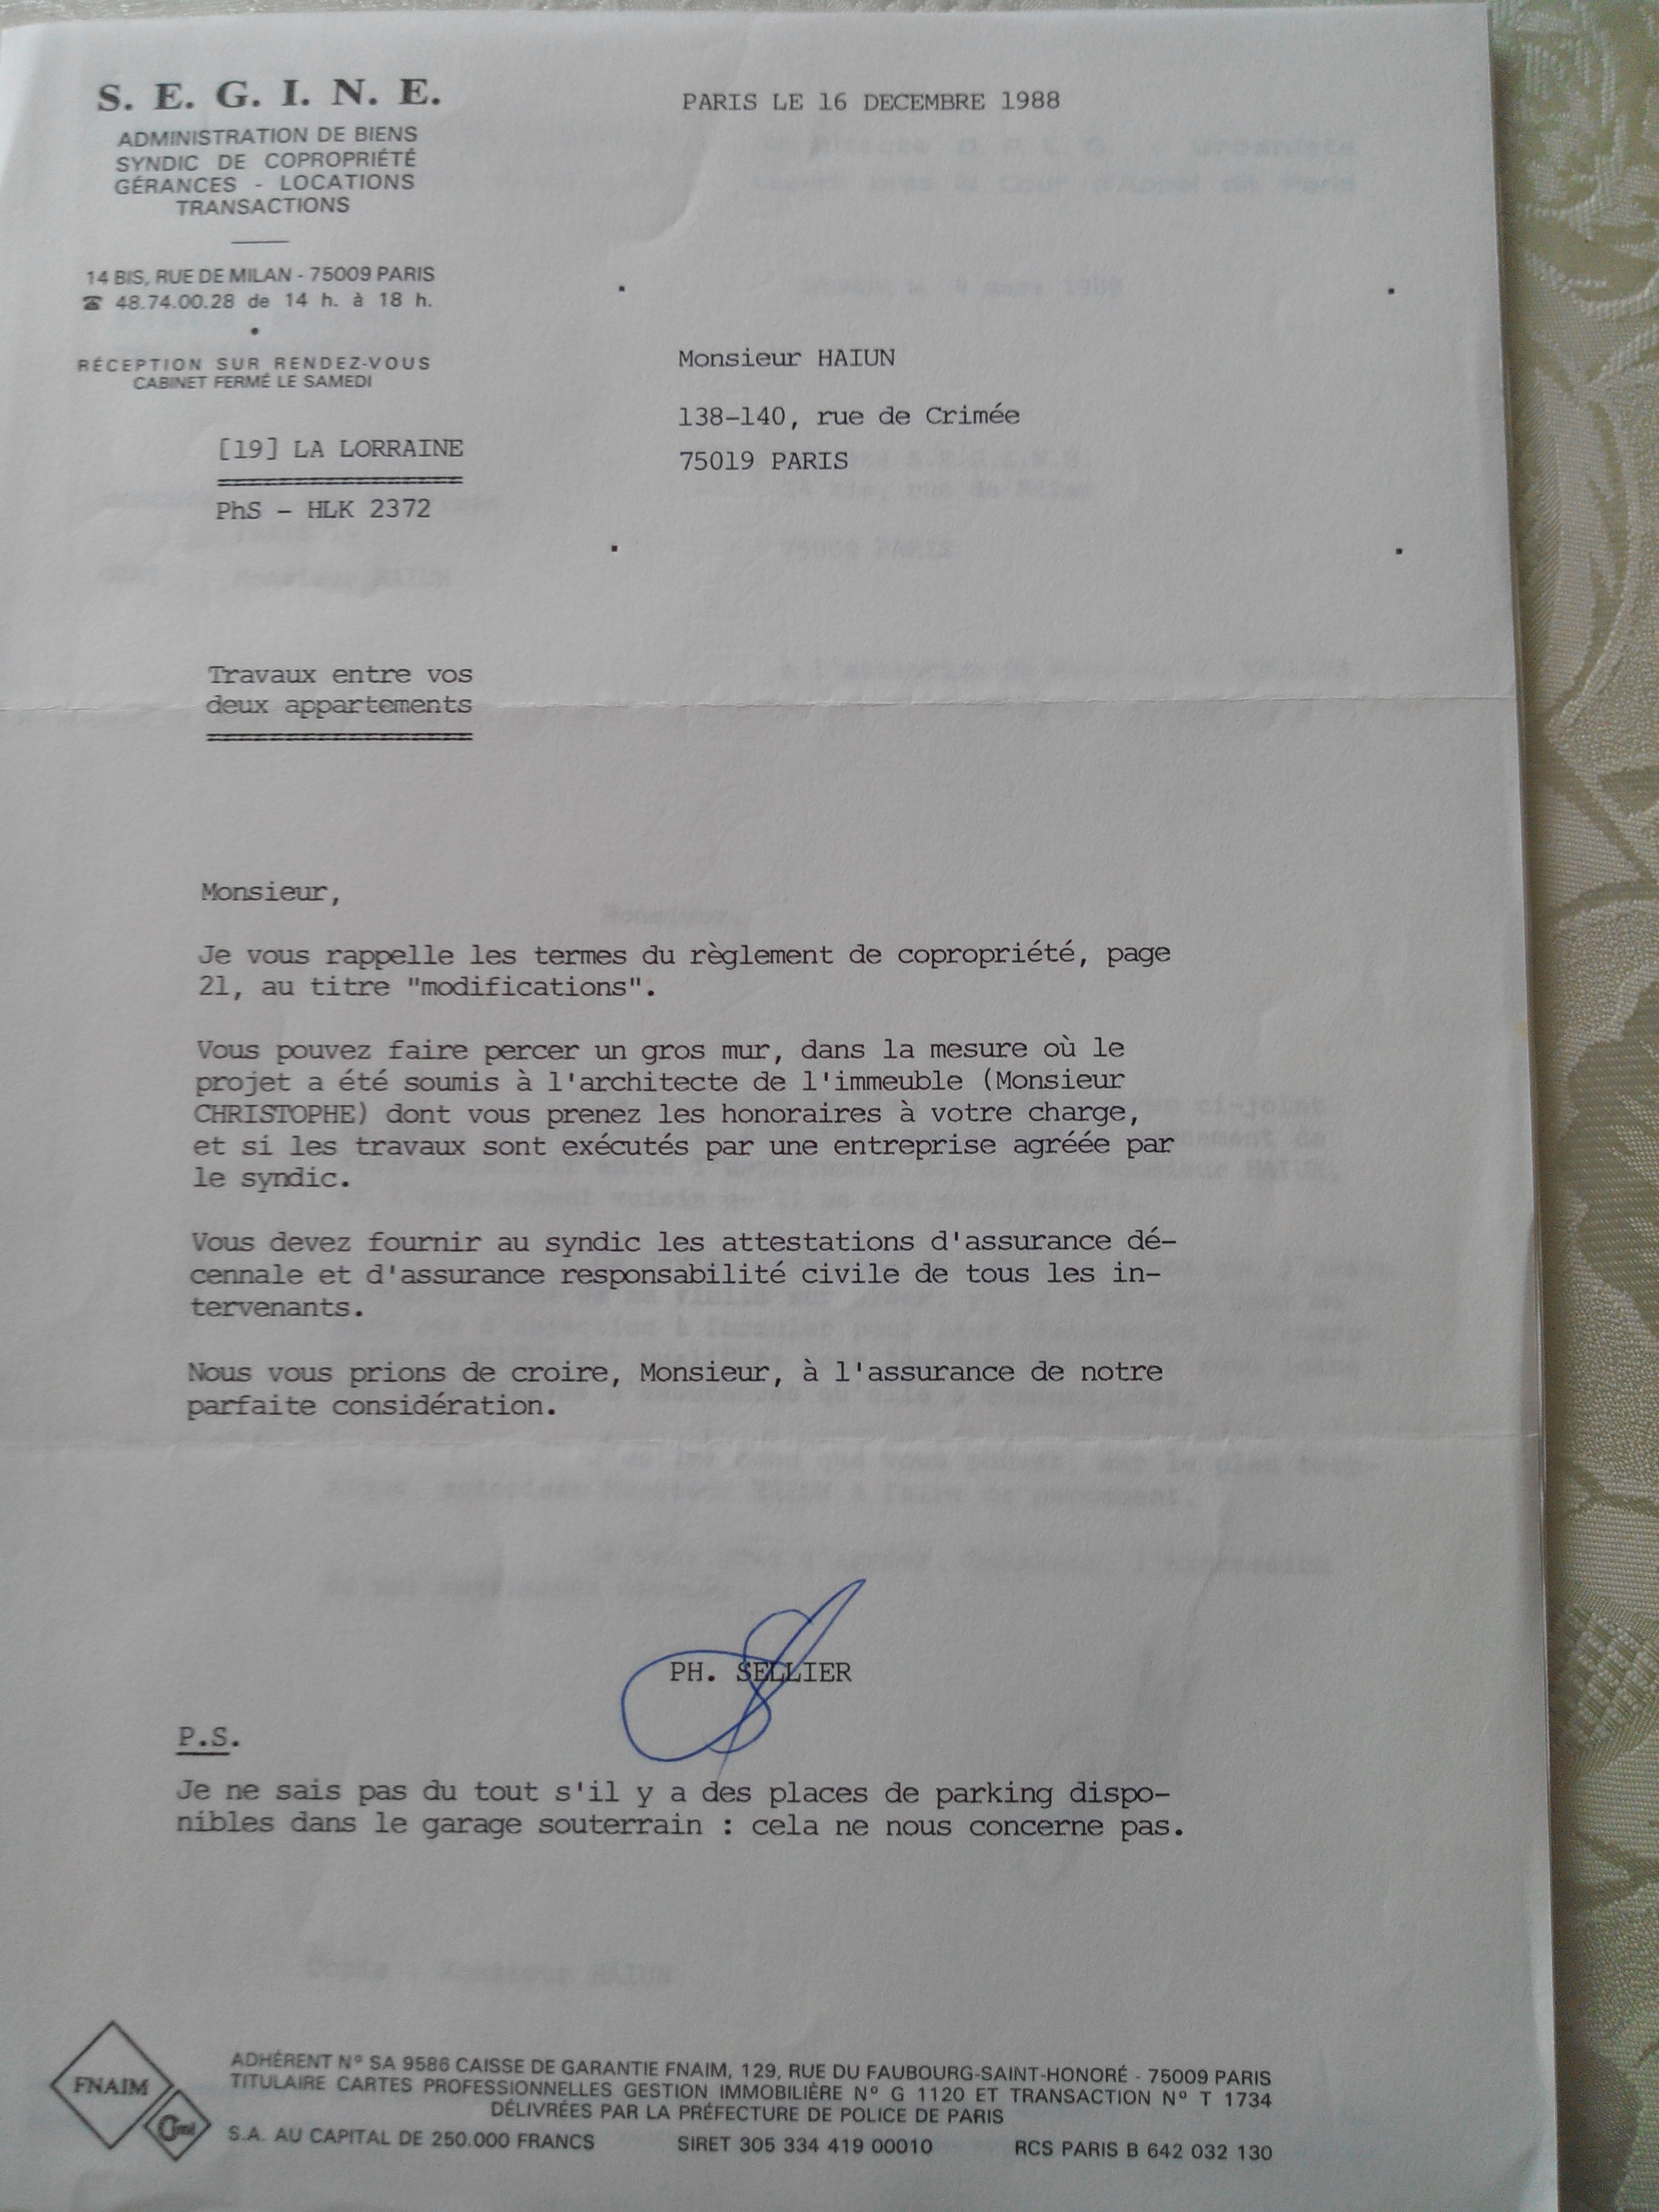 S. E. G. I. N. E.
ADMINISTRATION DE BIENS
SYNDIC DE COPROPRIÉTÉ
GÉRANCES - LOCATIONS
TRANSACTIONS
14 BIS, RUE DE MILAN - 75009 PARIS
☎ 48.74.00.28 de 14 h. à 18 h.
RÉCEPTION SUR RENDEZ-VOUS
CABINET FERMÉ LE SAMEDI
PARIS LE 16 DECEMBRE 1988
Monsieur HAIUN
138-140, rue de Crimée
75019 PARIS
[19] LA LORRAINE
PhS - HLK 2372
Travaux entre vos
deux appartements
Monsieur,
Je vous rappelle les termes du règlement de copropriété, page
21, au titre "modifications".
Vous pouvez faire percer un gros mur, dans la mesure où le
projet a été soumis à l'architecte de l'immeuble (Monsieur
CHRISTOPHE) dont vous prenez les honoraires à votre charge,
et si les travaux sont exécutés par une entreprise agréée par
le syndic.
Vous devez fournir au syndic les attestations d'assurance dé-
cennale et d'assurance responsabilité civile de tous les in-
tervenants.
Nous vous prions de croire, Monsieur, à l'assurance de notre
parfaite considération.
PH. SELLIER
P.S.
Je ne sais pas du tout s'il y a des places de parking dispo-
nibles dans le garage souterrain : cela ne nous concerne pas.
FNAIM
ADHÉRENT Nº SA 9586 CAISSE DE GARANTIE FNAIM, 129, RUE DU FAUBOURG-SAINT-HONORÉ - 75009 PARIS
TITULAIRE CARTES PROFESSIONNELLES GESTION IMMOBILIÈRE Nº G 1120 ET TRANSACTION Nº T 1734
DÉLIVRÉES PAR LA PRÉFECTURE DE POLICE DE PARIS
S.A. AU CAPITAL DE 250.000 FRANCS SIRET 305 334 419 00010 RCS PARIS B 642 032 130